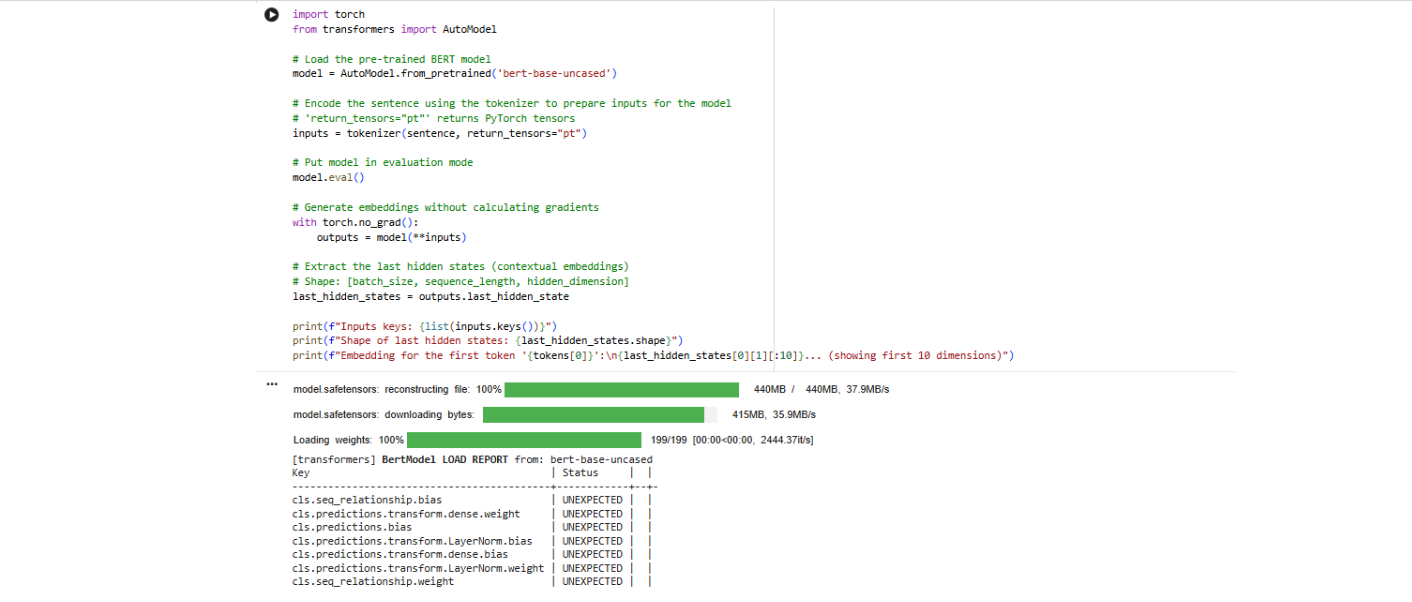 import torch
from transformers import AutoModel
# Load the pre-trained BERT model
model = AutoModel.from_pretrained('bert-base-uncased')
# Encode the sentence using the tokenizer to prepare inputs for the model
# 'return_tensors="pt"' returns PyTorch tensors
inputs = tokenizer(sentence, return_tensors="pt")
# Put model in evaluation mode
model.eval()
# Generate embeddings without calculating gradients
with torch.no_grad():
    outputs = model(**inputs)
# Extract the last hidden states (contextual embeddings)
# Shape: [batch_size, sequence_length, hidden_dimension]
last_hidden_states = outputs.last_hidden_state
print(f"Inputs keys: {list(inputs.keys())}")
print(f"Shape of last hidden states: {last_hidden_states.shape}")
print(f"Embedding for the first token '{tokens[0]}':\n{last_hidden_states[0][1][:10]}... (showing first 10 dimensions)")
... model.safetensors: reconstructing file: 100% 440MB / 440MB, 37.9MB/s
model.safetensors: downloading bytes: 415MB, 35.9MB/s
Loading weights: 100% 199/199 [00:00<00:00, 2444.37it/s]
[transformers] BertModel LOAD REPORT from: bert-base-uncased
Key                                        | Status     |  |
-------------------------------------------+------------+--+-
cls.seq_relationship.bias                  | UNEXPECTED |  |
cls.predictions.transform.dense.weight     | UNEXPECTED |  |
cls.predictions.bias                       | UNEXPECTED |  |
cls.predictions.transform.LayerNorm.bias   | UNEXPECTED |  |
cls.predictions.transform.dense.bias       | UNEXPECTED |  |
cls.predictions.transform.LayerNorm.weight | UNEXPECTED |  |
cls.seq_relationship.weight                | UNEXPECTED |  |